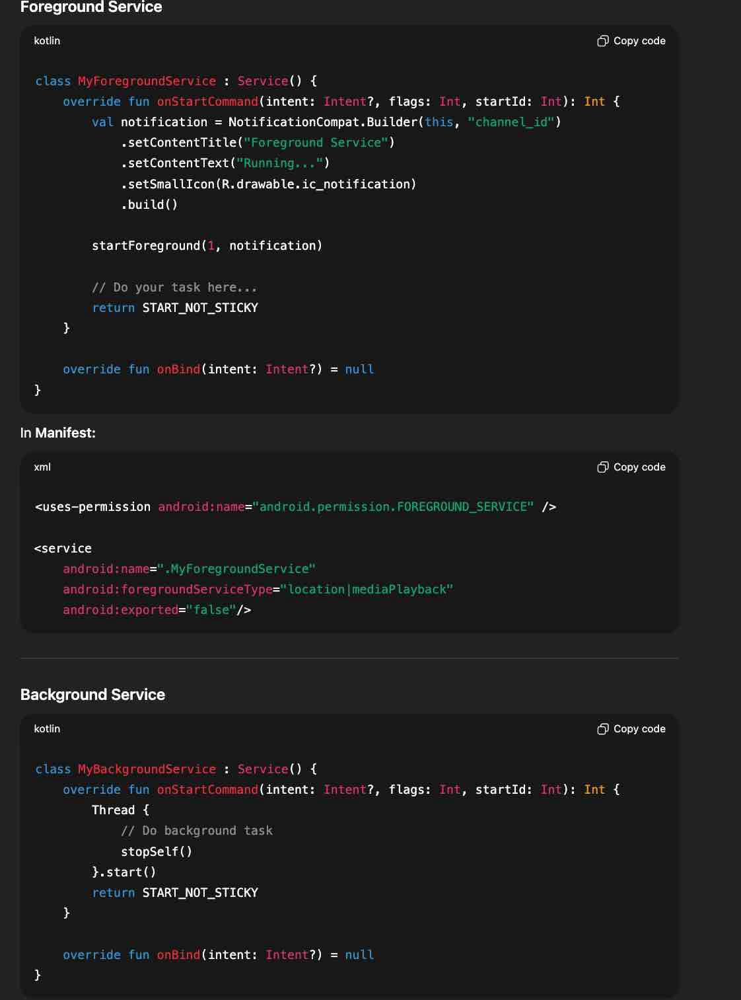 Foreground Service
kotlin
Copy code
class MyForegroundService : Service() {
    override fun onStartCommand(intent: Intent?, flags: Int, startId: Int): Int {
        val notification = NotificationCompat.Builder(this, "channel_id")
            .setContentTitle("Foreground Service")
            .setContentText("Running...")
            .setSmallIcon(R.drawable.ic_notification)
            .build()
        startForeground(1, notification)
        // Do your task here...
        return START_NOT_STICKY
    }
    override fun onBind(intent: Intent?) = null
}
In Manifest:
xml
Copy code
<uses-permission android:name="android.permission.FOREGROUND_SERVICE" />
<service
    android:name=".MyForegroundService"
    android:foregroundServiceType="location|mediaPlayback"
    android:exported="false"/>
Background Service
kotlin
Copy code
class MyBackgroundService : Service() {
    override fun onStartCommand(intent: Intent?, flags: Int, startId: Int): Int {
        Thread {
            // Do background task
            stopSelf()
        }.start()
        return START_NOT_STICKY
    }
    override fun onBind(intent: Intent?) = null
}